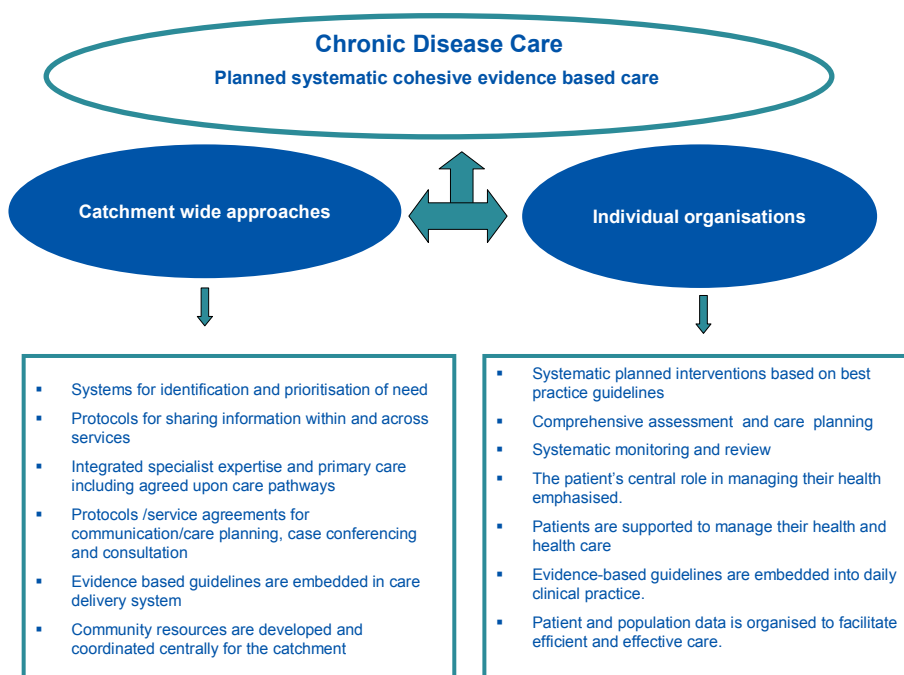 Chronic Disease Care
Planned systematic cohesive evidence based care
Catchment wide approaches
Individual organisations
▪ Systems for identification and prioritisation of need
▪ Protocols for sharing information within and across
services
▪ Integrated specialist expertise and primary care
including agreed upon care pathways
▪ Protocols /service agreements for
communication/care planning, case conferencing
and consultation
▪ Evidence based guidelines are embedded in care
delivery system
▪ Community resources are developed and
coordinated centrally for the catchment
▪ Systematic planned interventions based on best
practice guidelines
▪ Comprehensive assessment and care planning
▪ Systematic monitoring and review
▪ The patient’s central role in managing their health
emphasised.
▪ Patients are supported to manage their health and
health care
▪ Evidence-based guidelines are embedded into daily
clinical practice.
▪ Patient and population data is organised to facilitate
efficient and effective care.